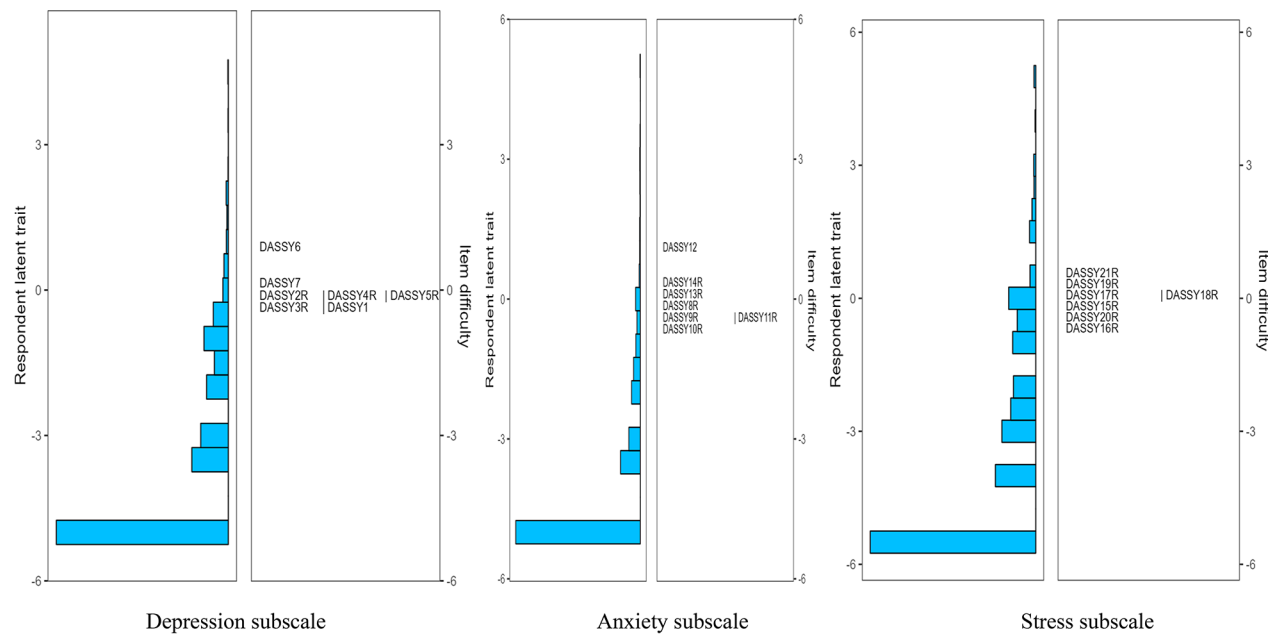 Respondent latent trait
3
0
-3
-6
DASSY6
DASSY7
DASSY2R | DASSY4R | DASSY5R
DASSY3R | DASSY1
3
0
-3
-6
Item difficulty
Depression subscale
Respondent latent trait
6
3
0
-3
-6
DASSY12
DASSY14R
DASSY13R
DASSY8R
DASSY9R | DASSY11R
DASSY10R
6
3
0
-3
-6
Item difficulty
Anxiety subscale
Respondent latent trait
6
3
0
-3
-6
DASSY21R
DASSY19R
DASSY17R | DASSY18R
DASSY15R
DASSY20R
DASSY16R
6
3
0
-3
-6
Item difficulty
Stress subscale